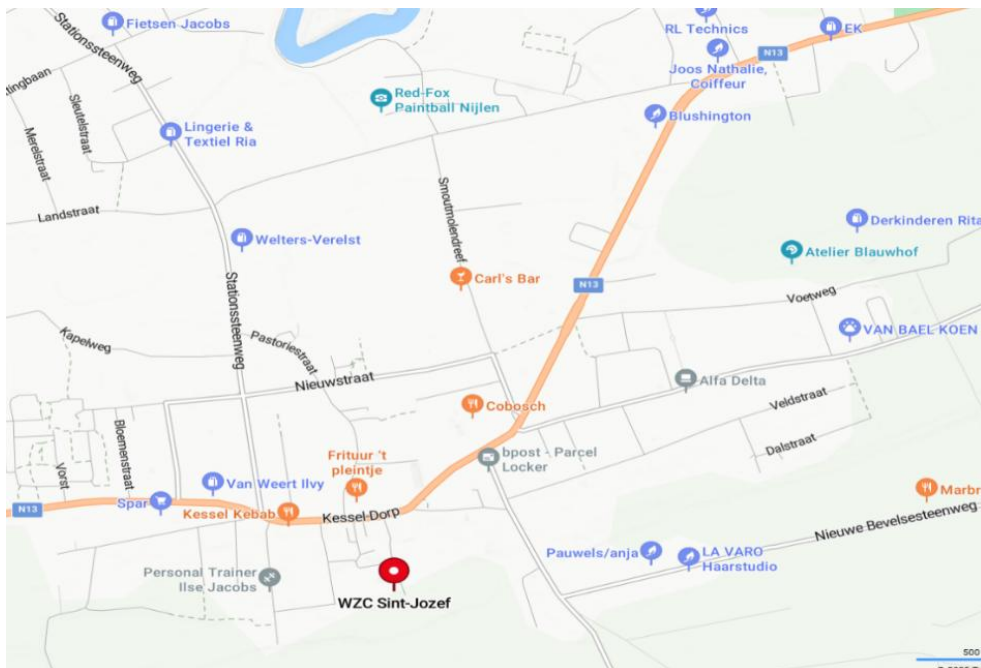 Fietsen Jacobs
RL Technics
EK
N13
Joos Nathalie,
Coiffeur
Stationssteenweg
Red-Fox
Paintball Nijlen
Blushington
Sleutelstraat
Merelstraat
Lingerie &
Textiel Ria
Smoutmolendreef
Landstraat
Derkinderen Rita
Welters-Verelst
Atelier Blauwhof
Carl's Bar
N13
Stationssteenweg
Voetweg
VAN BAEL KOEN
Kapelweg
Pastoriestraat
Nieuwstraat
Alfa Delta
Veldstraat
Cobosch
Bloemenstraat
Dalstraat
Frituur 't
pleintje
bpost - Parcel
Locker
Vorst
Van Weert Ilvy
Spar
N13
Kessel Kebab
Kessel-Dorp
Marbr
Nieuwe Bevelsesteenweg
Pauwels/anja
LA VARO
Haarstudio
Personal Trainer
Ilse Jacobs
WZC Sint-Jozef
500